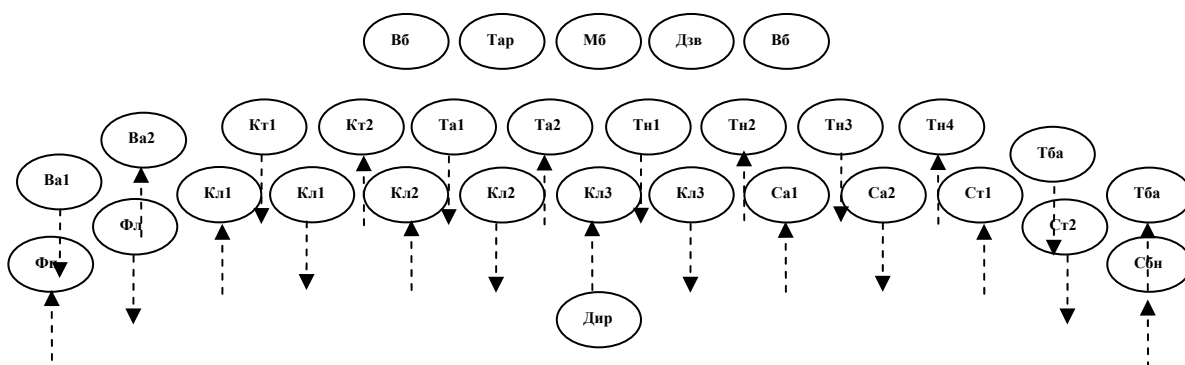 Вб Тар Мб Дзв Вб
Кт1 Кт2 Та1 Та2 Тн1 Тн2 Тн3 Тн4
Ва2 Тба
Ва1 Кл1 Кл1 Кл2 Кл2 Кл3 Кл3 Са1 Са2 Ст1 Тба
Фл Ст2
Сбн
Дир